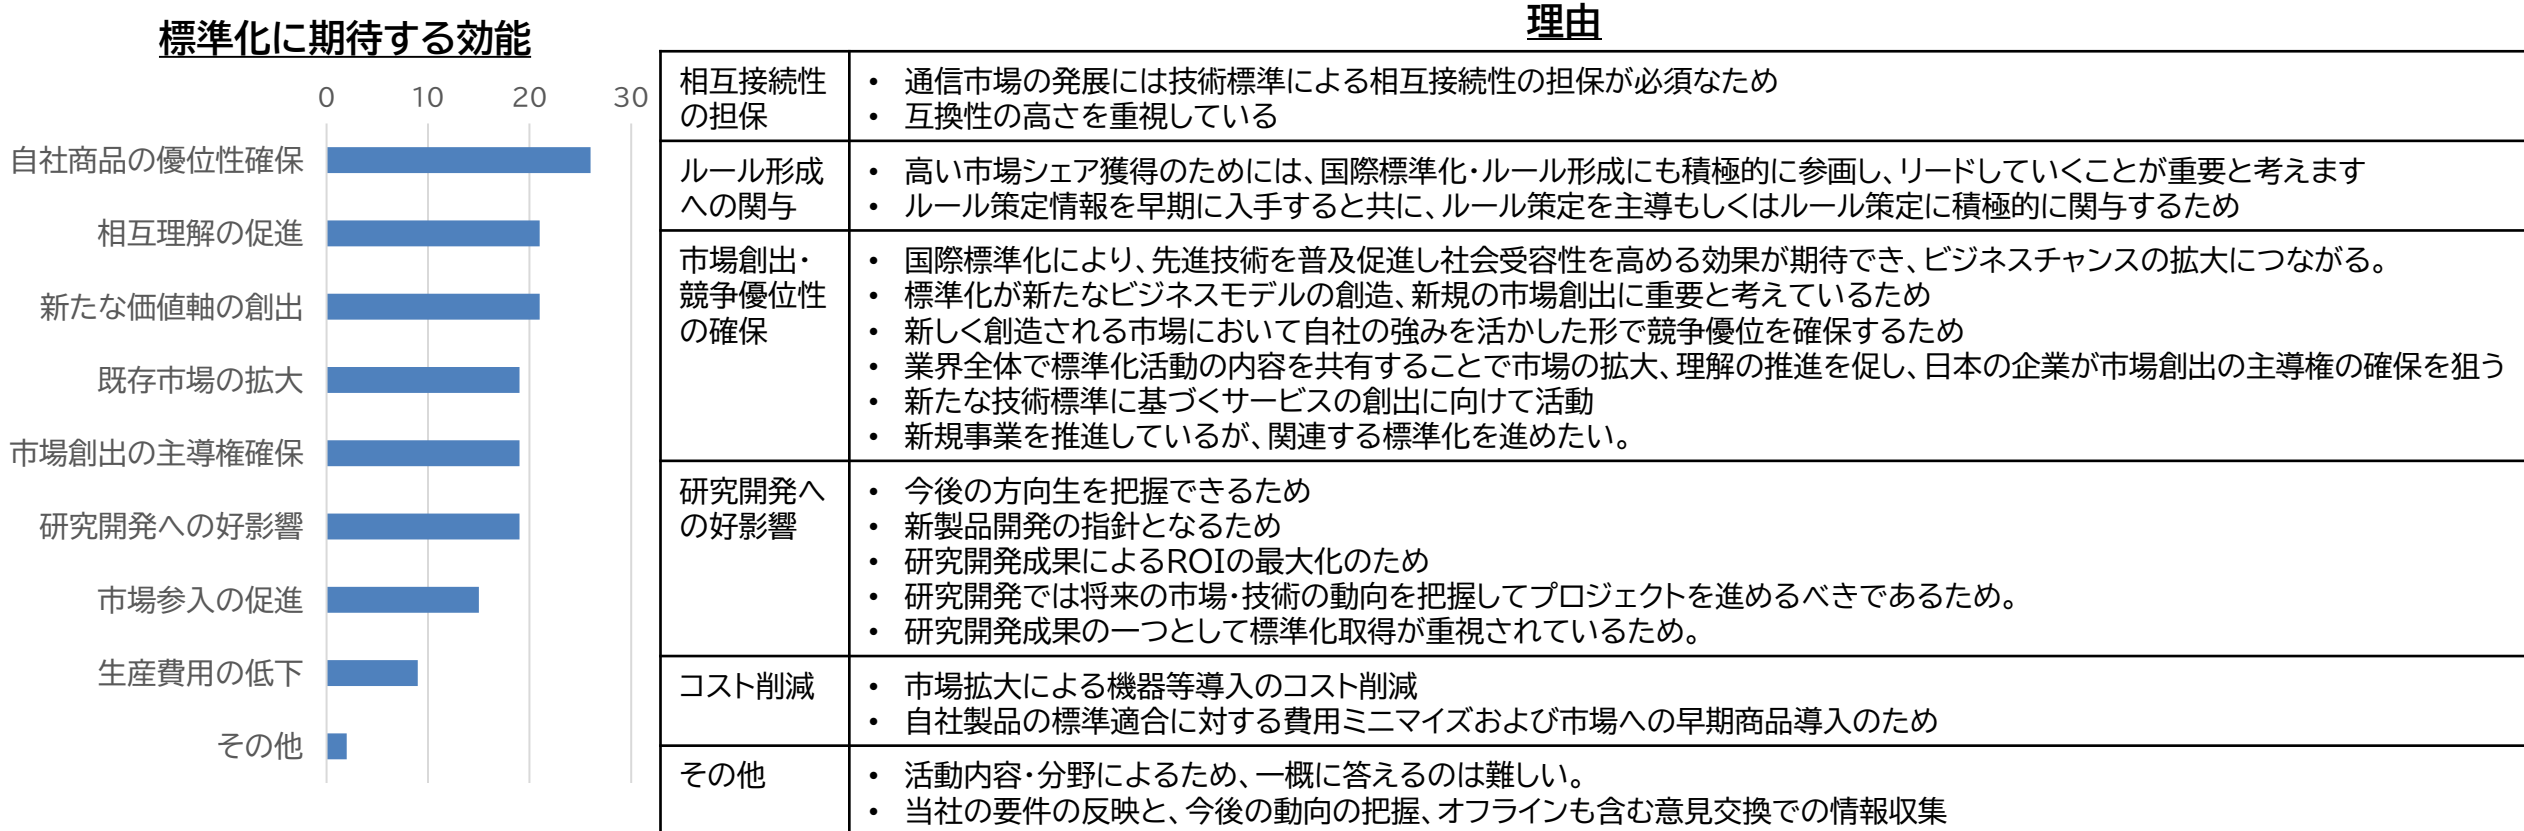 標準化に期待する効能
0 10 20 30
自社商品の優位性確保
相互理解の促進
新たな価値軸の創出
既存市場の拡大
市場創出の主導権確保
研究開発への好影響
市場参入の促進
生産費用の低下
その他
理由
相互接続性
の担保
• 通信市場の発展には技術標準による相互接続性の担保が必須なため
• 互換性の高さを重視している
ルール形成
への関与
• 高い市場シェア獲得のためには、国際標準化・ルール形成にも積極的に参画し、リードしていくことが重要と考えます
• ルール策定情報を早期に入手すると共に、ルール策定を主導もしくはルール策定に積極的に関与するため
市場創出・
競争優位性
の確保
• 国際標準化により、先進技術を普及促進し社会受容性を高める効果が期待でき、ビジネスチャンスの拡大につながる。
• 標準化が新たなビジネスモデルの創造、新規の市場創出に重要と考えているため
• 新しく創造される市場において自社の強みを活かした形で競争優位を確保するため
• 業界全体で標準化活動の内容を共有することで市場の拡大、理解の推進を促し、日本の企業が市場創出の主導権の確保を狙う
• 新たな技術標準に基づくサービスの創出に向けて活動
• 新規事業を推進しているが、関連する標準化を進めたい。
研究開発へ
の好影響
• 今後の方向生を把握できるため
• 新製品開発の指針となるため
• 研究開発成果によるROIの最大化のため
• 研究開発では将来の市場・技術の動向を把握してプロジェクトを進めるべきであるため。
• 研究開発成果の一つとして標準化取得が重視されているため。
コスト削減
• 市場拡大による機器等導入のコスト削減
• 自社製品の標準適合に対する費用ミニマイズおよび市場への早期商品導入のため
その他
• 活動内容・分野によるため、一概に答えるのは難しい。
• 当社の要件の反映と、今後の動向の把握、オフラインも含む意見交換での情報収集